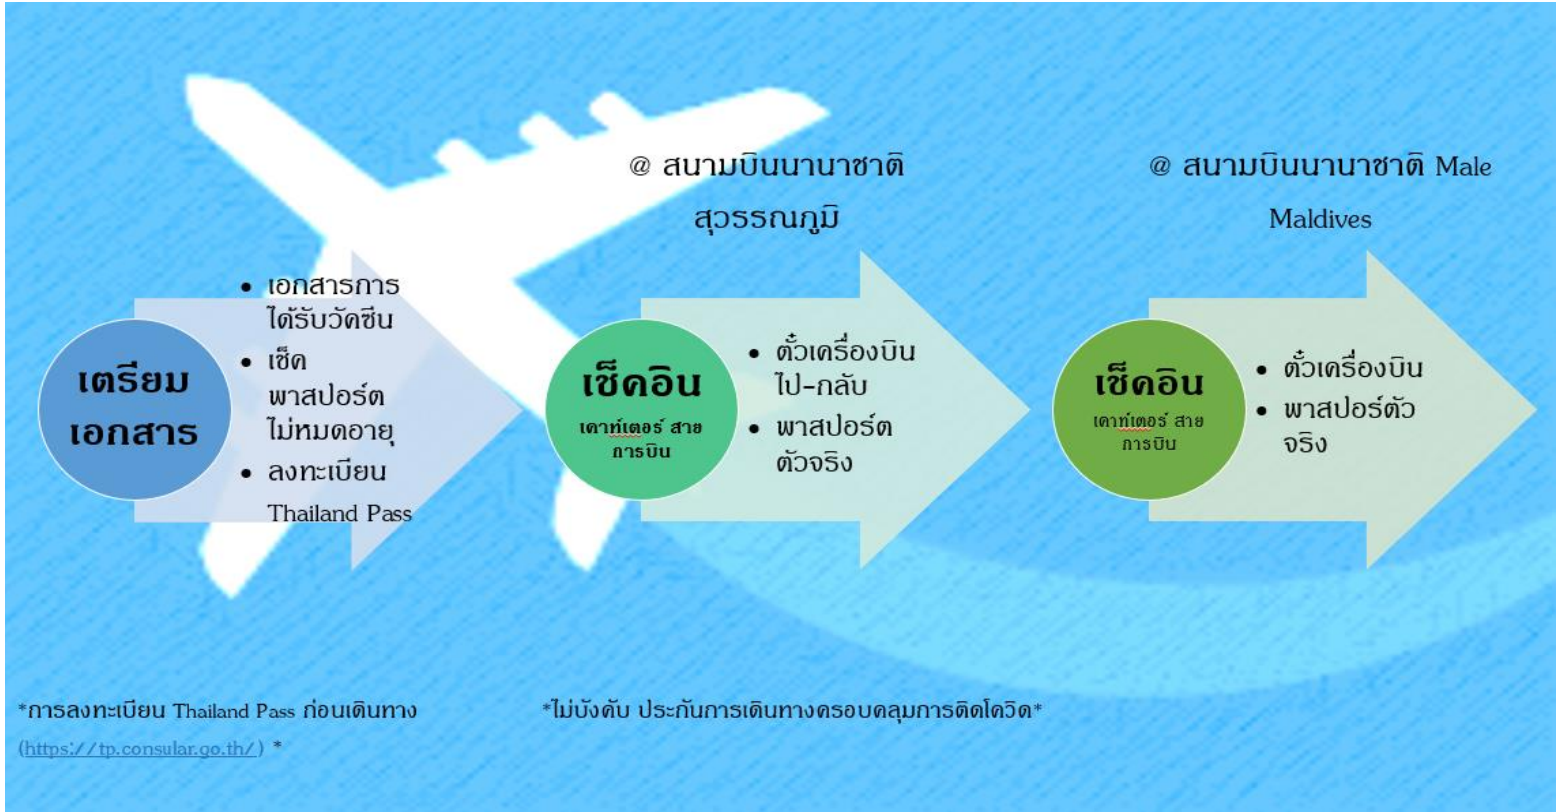 เตรียม
เอกสาร
• เอกสารการ
ได้รับวัคซีน
• เช็ค
พาสปอร์ต
ไม่หมดอายุ
• ลงทะเบียน
Thailand Pass
@ สนามบินนานาชาติ
สุวรรณภูมิ
เช็คอิน
เคาท์เตอร์ สาย
การบิน
• ตั๋วเครื่องบิน
ไป-กลับ
• พาสปอร์ต
ตัวจริง
@ สนามบินนานาชาติ Male
Maldives
เช็คอิน
เคาท์เตอร์ สาย
การบิน
• ตั๋วเครื่องบิน
• พาสปอร์ตตัว
จริง
*การลงทะเบียน Thailand Pass ก่อนเดินทาง
(https://tp.consular.go.th/) *
*ไม่บังคับ ประกันการเดินทางครอบคลุมการติดโควิด*